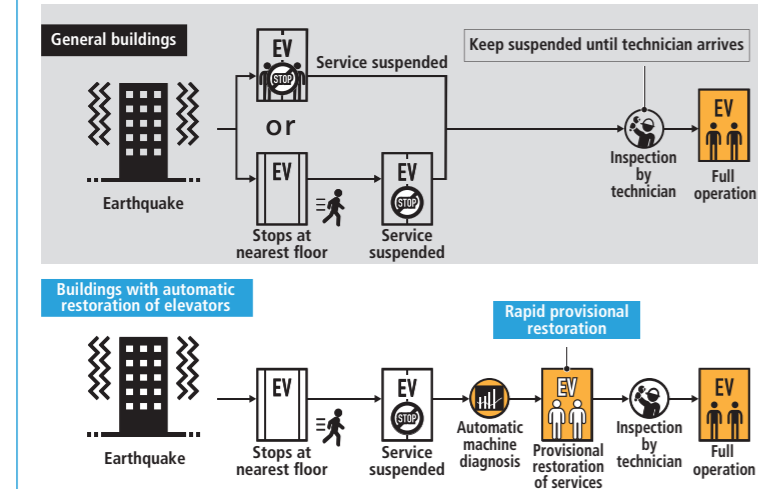 General buildings
Keep suspended until technician arrives
EV
STOP
Service suspended
or
EV
Stops at
nearest floor
EV
STOP
Service
suspended
Inspection
by
technician
EV
Full
operation
Earthquake
Buildings with automatic
restoration of elevators
Rapid provisional
restoration
Earthquake
EV
Stops at
nearest floor
EV
STOP
Service
suspended
Automatic
machine
diagnosis
EV
Provisional
restoration
of services
Inspection
by
technician
EV
Full
operation